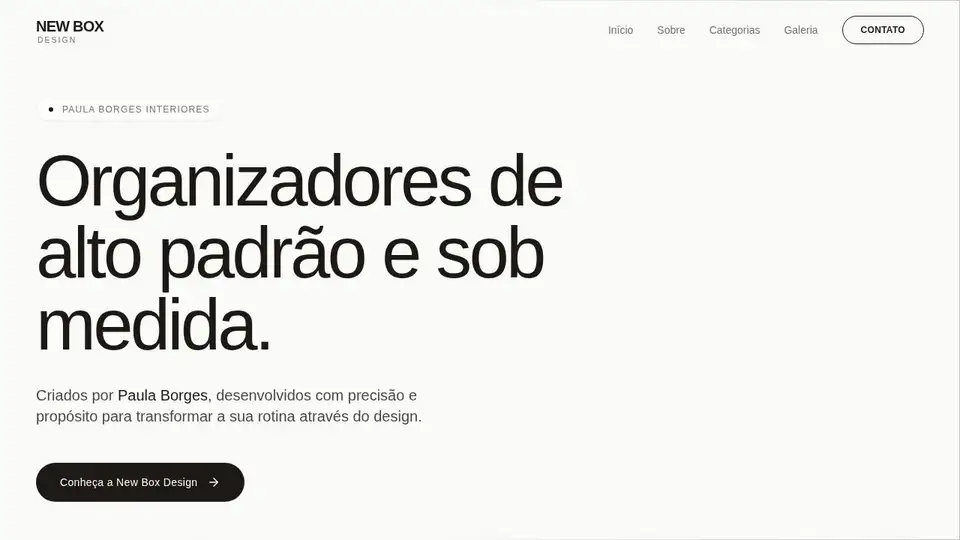 NEW BOX
DESIGN
Início
Sobre
Categorias
Galeria
CONTATO
PAULA BORGES INTERIORES
Organizadores de
alto padrão e sob
medida.
Criados por Paula Borges, desenvolvidos com precisão e
propósito para transformar a sua rotina através do design.
Conheça a New Box Design →